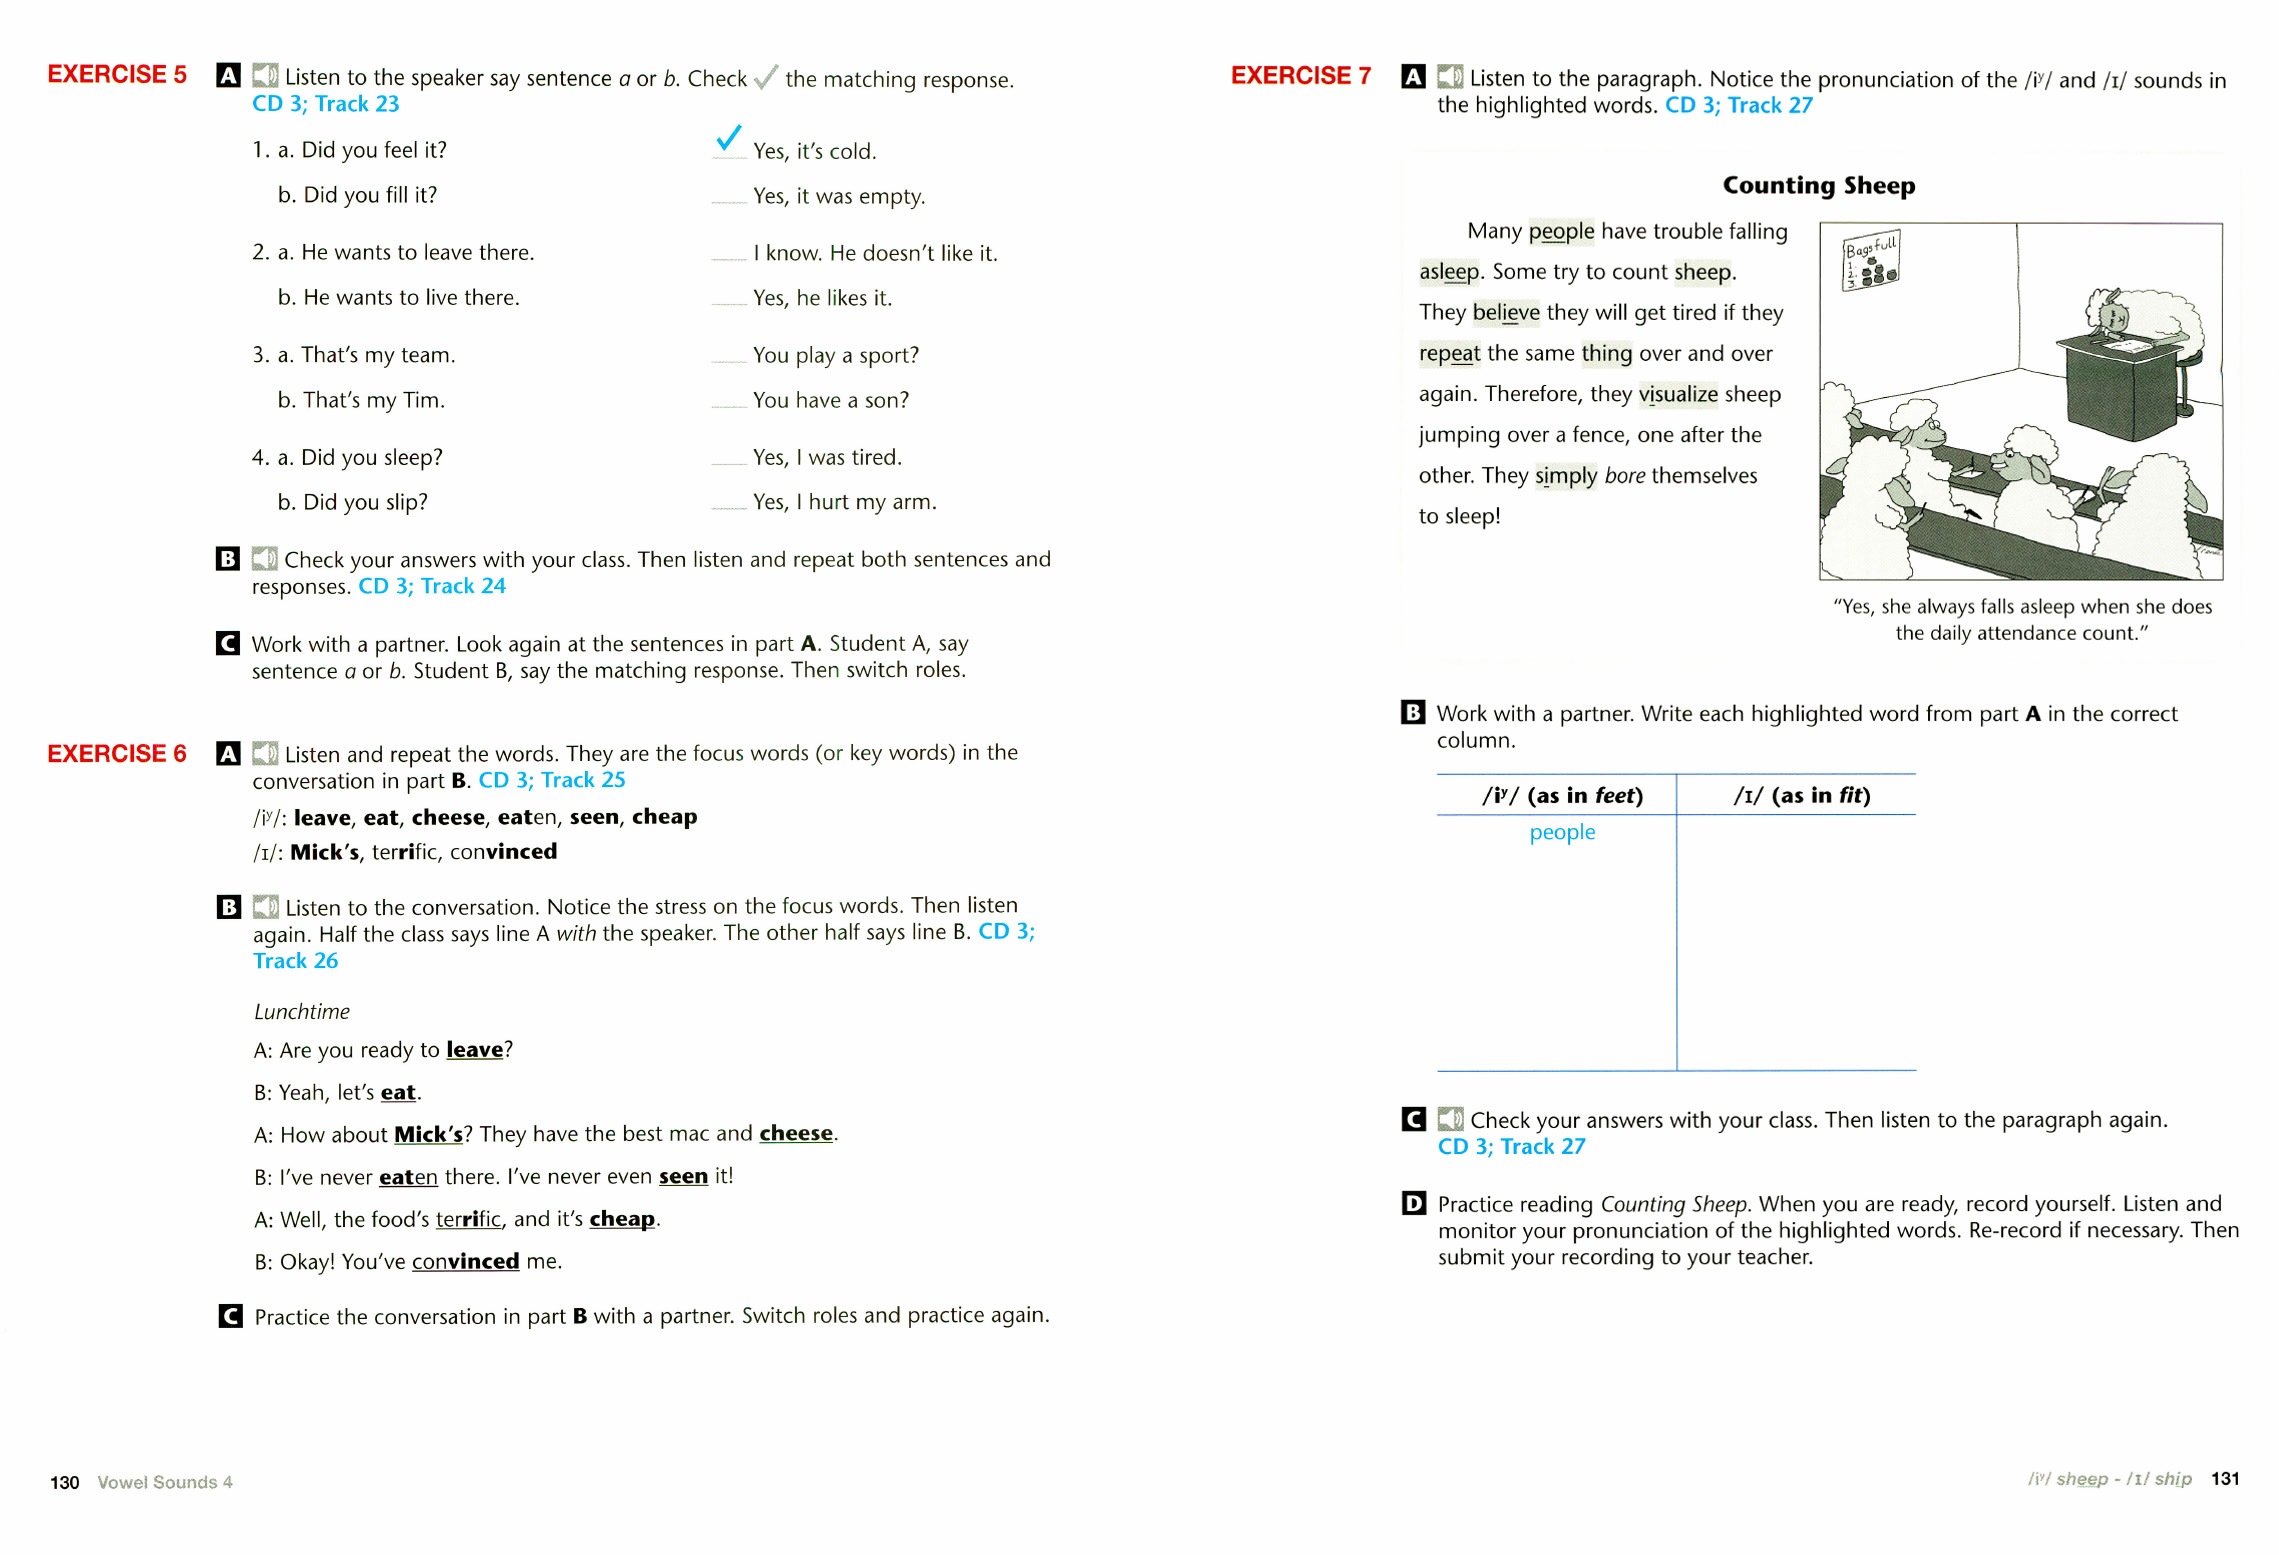 EXERCISE 5 A Listen to the speaker say sentence a or b. Check ✓ the matching response.
CD 3; Track 23
1. a. Did you feel it? ✓ Yes, it's cold.
b. Did you fill it? ___ Yes, it was empty.
2. a. He wants to leave there. ___ I know. He doesn't like it.
b. He wants to live there. ___ Yes, he likes it.
3. a. That's my team. ___ You play a sport?
b. That's my Tim. ___ You have a son?
4. a. Did you sleep? ___ Yes, I was tired.
b. Did you slip? ___ Yes, I hurt my arm.
B Check your answers with your class. Then listen and repeat both sentences and
responses. CD 3; Track 24
C Work with a partner. Look again at the sentences in part A. Student A, say
sentence a or b. Student B, say the matching response. Then switch roles.
EXERCISE 6 A Listen and repeat the words. They are the focus words (or key words) in the
conversation in part B. CD 3; Track 25
/iʸ/: leave, eat, cheese, eaten, seen, cheap
/ɪ/: Mick's, terrific, convinced
B Listen to the conversation. Notice the stress on the focus words. Then listen
again. Half the class says line A with the speaker. The other half says line B. CD 3;
Track 26
Lunchtime
A: Are you ready to leave?
B: Yeah, let's eat.
A: How about Mick's? They have the best mac and cheese.
B: I've never eaten there. I've never even seen it!
A: Well, the food's terrific, and it's cheap.
B: Okay! You've convinced me.
C Practice the conversation in part B with a partner. Switch roles and practice again.
130 Vowel Sounds 4
EXERCISE 7 A Listen to the paragraph. Notice the pronunciation of the /iʸ/ and /ɪ/ sounds in
the highlighted words. CD 3; Track 27
Counting Sheep
Many people have trouble falling
asleep. Some try to count sheep.
They believe they will get tired if they
repeat the same thing over and over
again. Therefore, they visualize sheep
jumping over a fence, one after the
other. They simply bore themselves
to sleep!
Bags full
1.
2.
3.
"Yes, she always falls asleep when she does
the daily attendance count."
B Work with a partner. Write each highlighted word from part A in the correct
column.
/iʸ/ (as in feet) /ɪ/ (as in fit)
people
C Check your answers with your class. Then listen to the paragraph again.
CD 3; Track 27
D Practice reading Counting Sheep. When you are ready, record yourself. Listen and
monitor your pronunciation of the highlighted words. Re-record if necessary. Then
submit your recording to your teacher.
/iʸ/ sheep - /ɪ/ ship 131